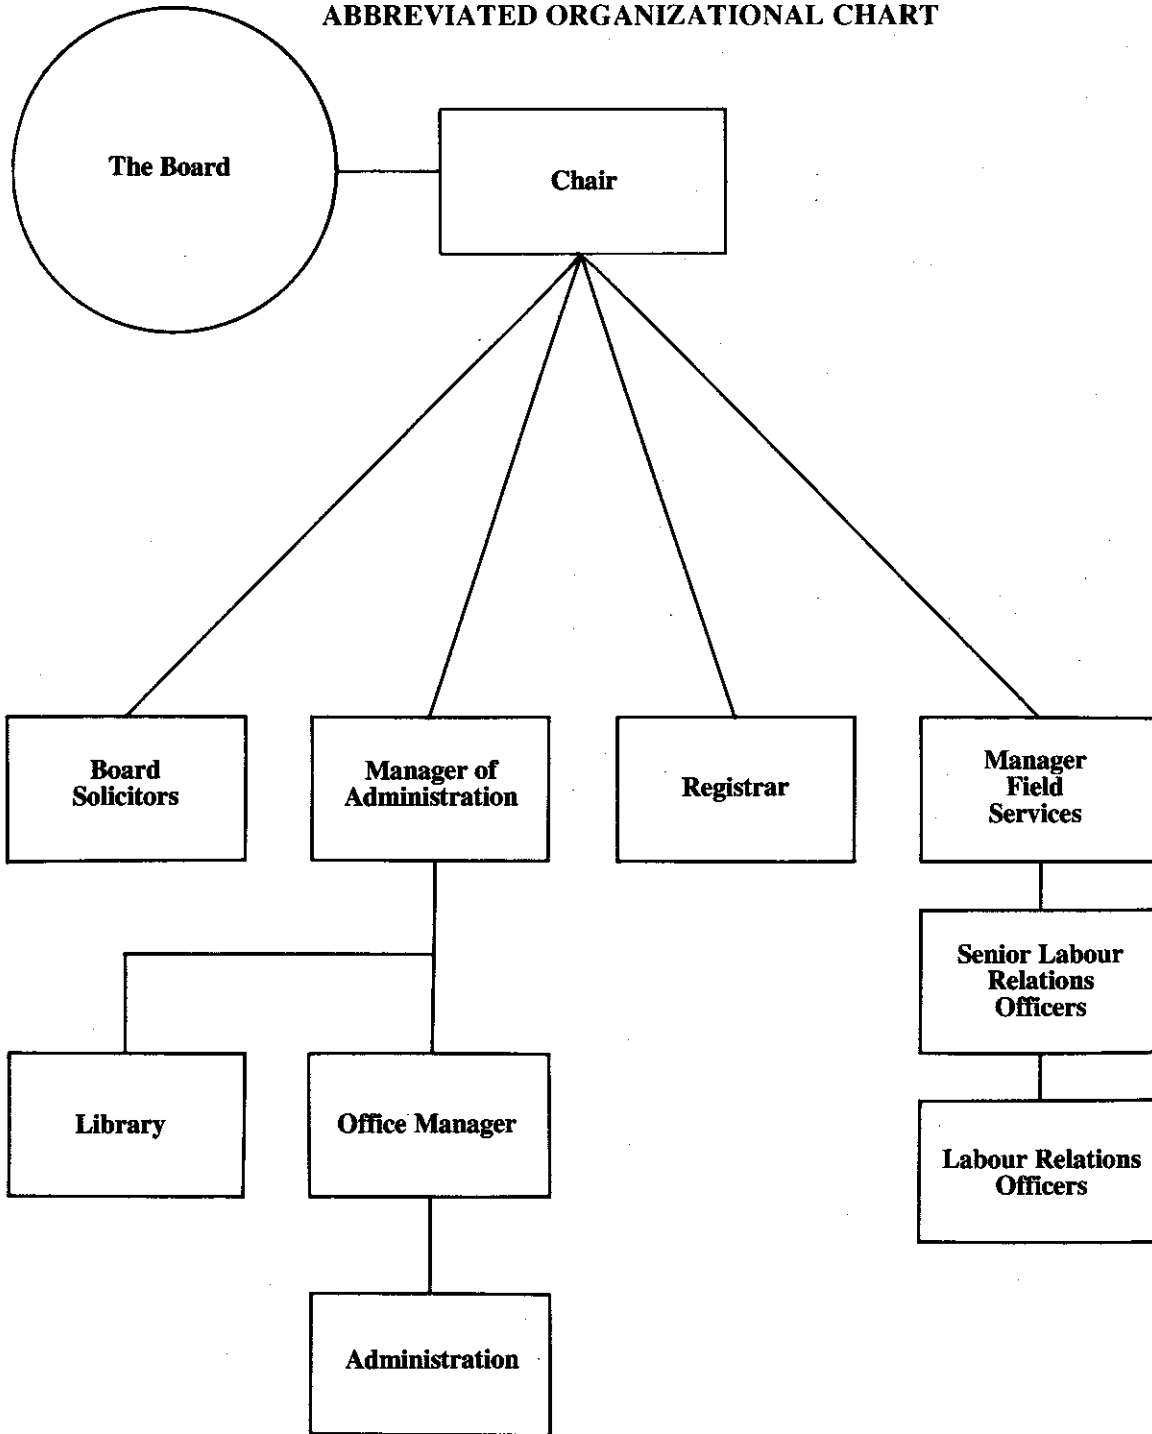 ABBREVIATED ORGANIZATIONAL CHART
The Board
Chair
Board
Solicitors
Manager of
Administration
Registrar
Manager
Field
Services
Senior Labour
Relations
Officers
Library
Office Manager
Labour Relations
Officers
Administration